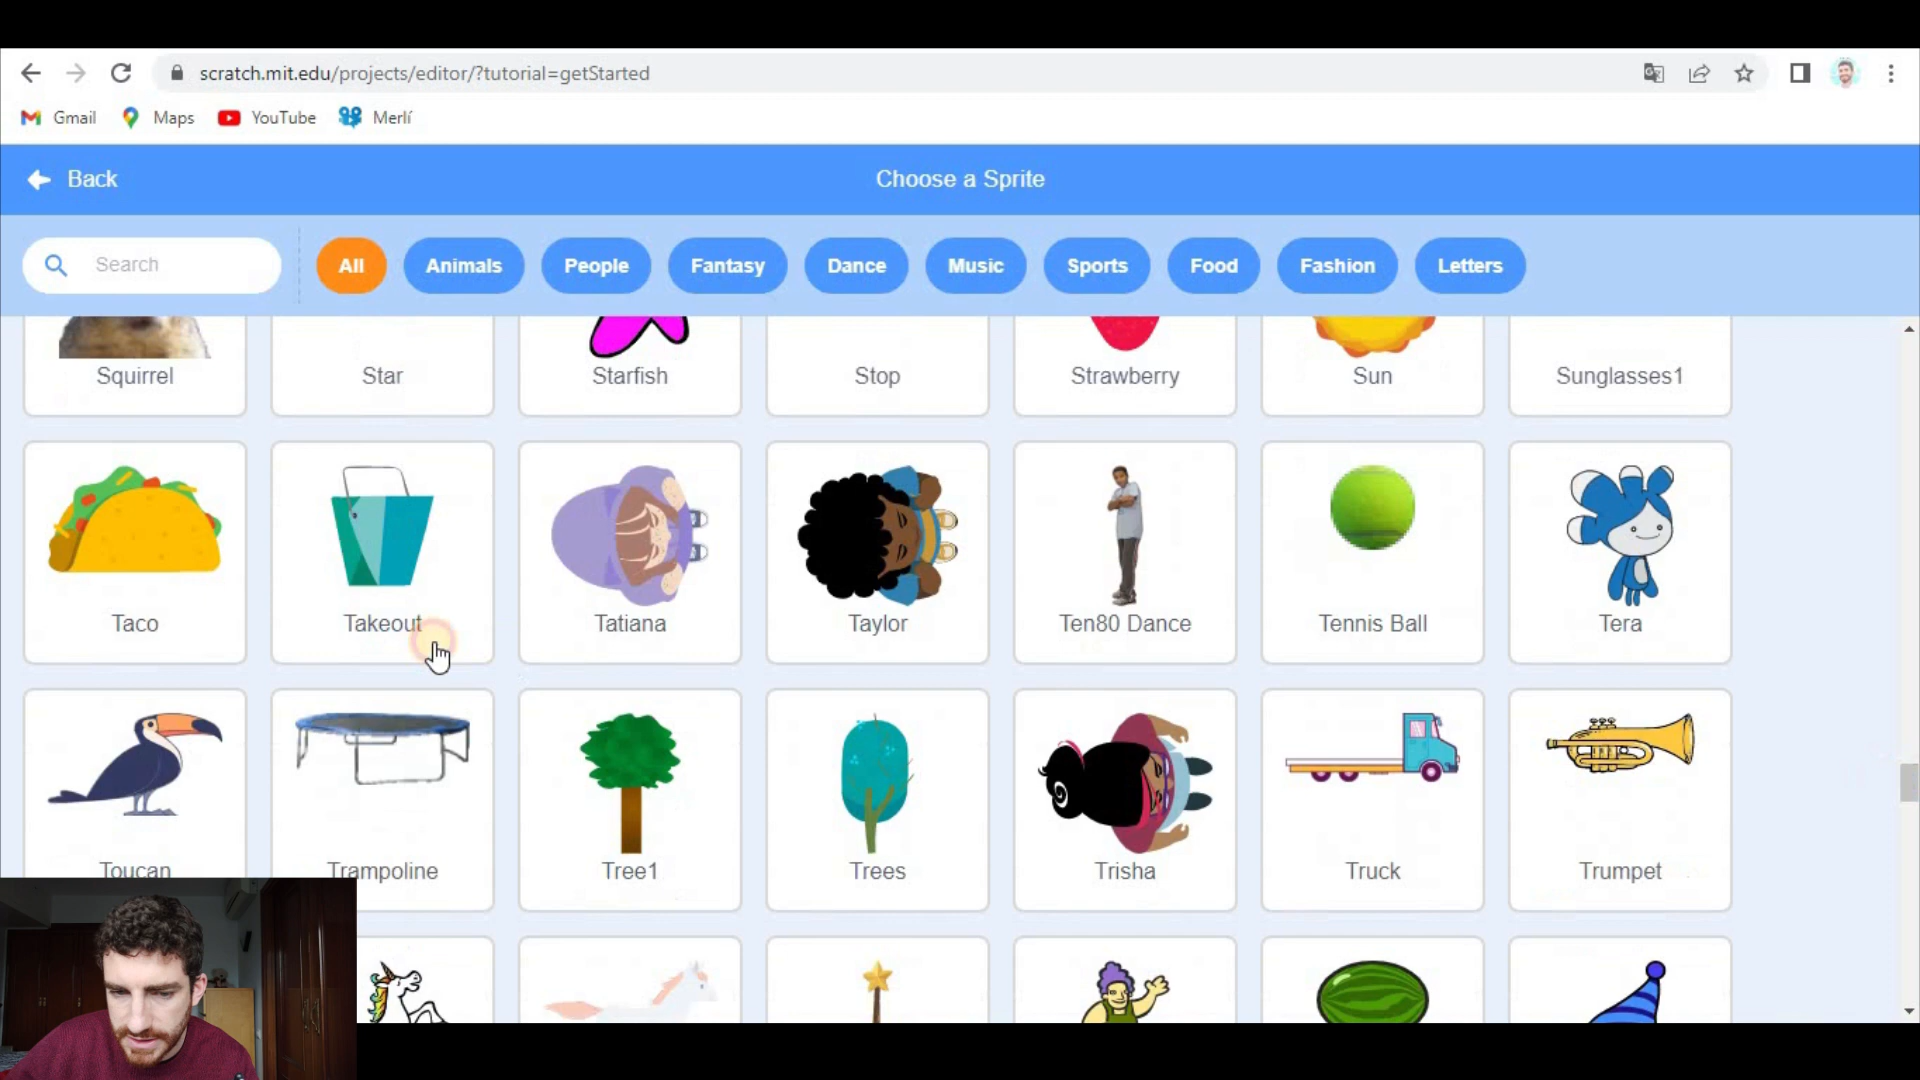 scratch.mit.edu/projects/editor/?tutorial=getStarted
Gmail Maps YouTube Merlí
Back Choose a Sprite
Search All Animals People Fantasy Dance Music Sports Food Fashion Letters
Squirrel Star Starfish Stop Strawberry Sun Sunglasses1
Taco Takeout Tatiana Taylor Ten80 Dance Tennis Ball Tera
Toucan Trampoline Tree1 Trees Trisha Truck Trumpet